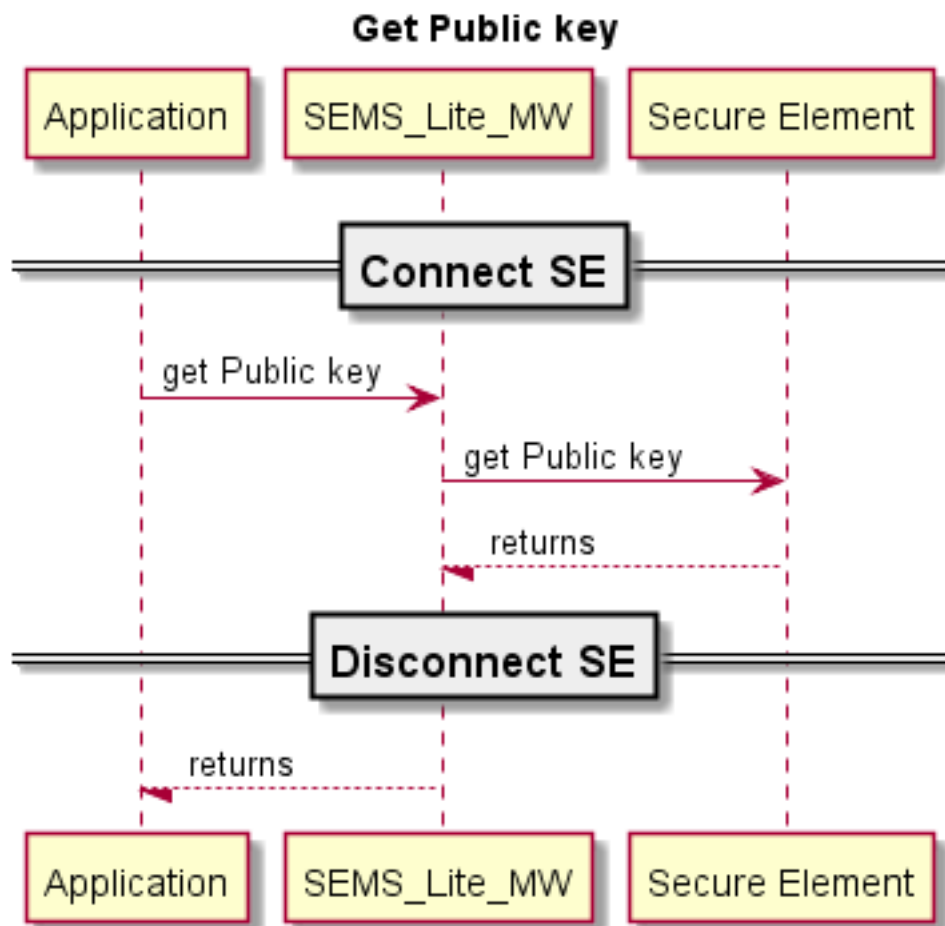 Get Public key
Application SEMS_Lite_MW Secure Element
Connect SE
get Public key
get Public key
returns
Disconnect SE
returns
Application SEMS_Lite_MW Secure Element